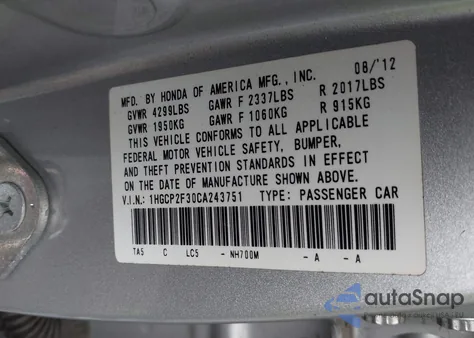 MFD. BY HONDA OF AMERICA MFG., INC. 08/'12
GVWR 4299LBS GAWR F 2337LBS R 2017LBS
GVWR 1950KG GAWR F 1060KG R 915KG
THIS VEHICLE CONFORMS TO ALL APPLICABLE
FEDERAL MOTOR VEHICLE SAFETY, BUMPER,
AND THEFT PREVENTION STANDARDS IN EFFECT
ON THE DATE OF MANUFACTURE SHOWN ABOVE.
V.I.N.: 1HGCP2F30CA243751 TYPE: PASSENGER CAR
TA5 C LC5 - NH700M -A -A
autoSnap